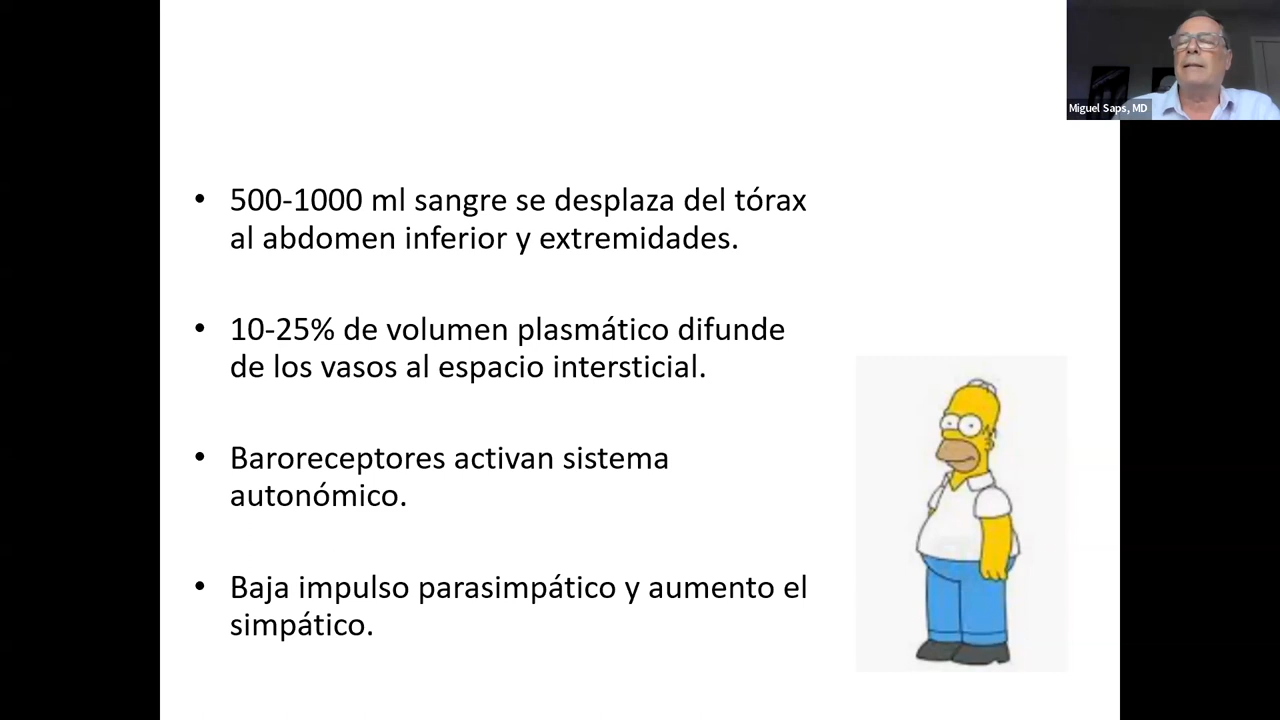 Miguel Saps, MD
• 500-1000 ml sangre se desplaza del tórax
al abdomen inferior y extremidades.
• 10-25% de volumen plasmático difunde
de los vasos al espacio intersticial.
• Baroreceptores activan sistema
autonómico.
• Baja impulso parasimpático y aumento el
simpático.